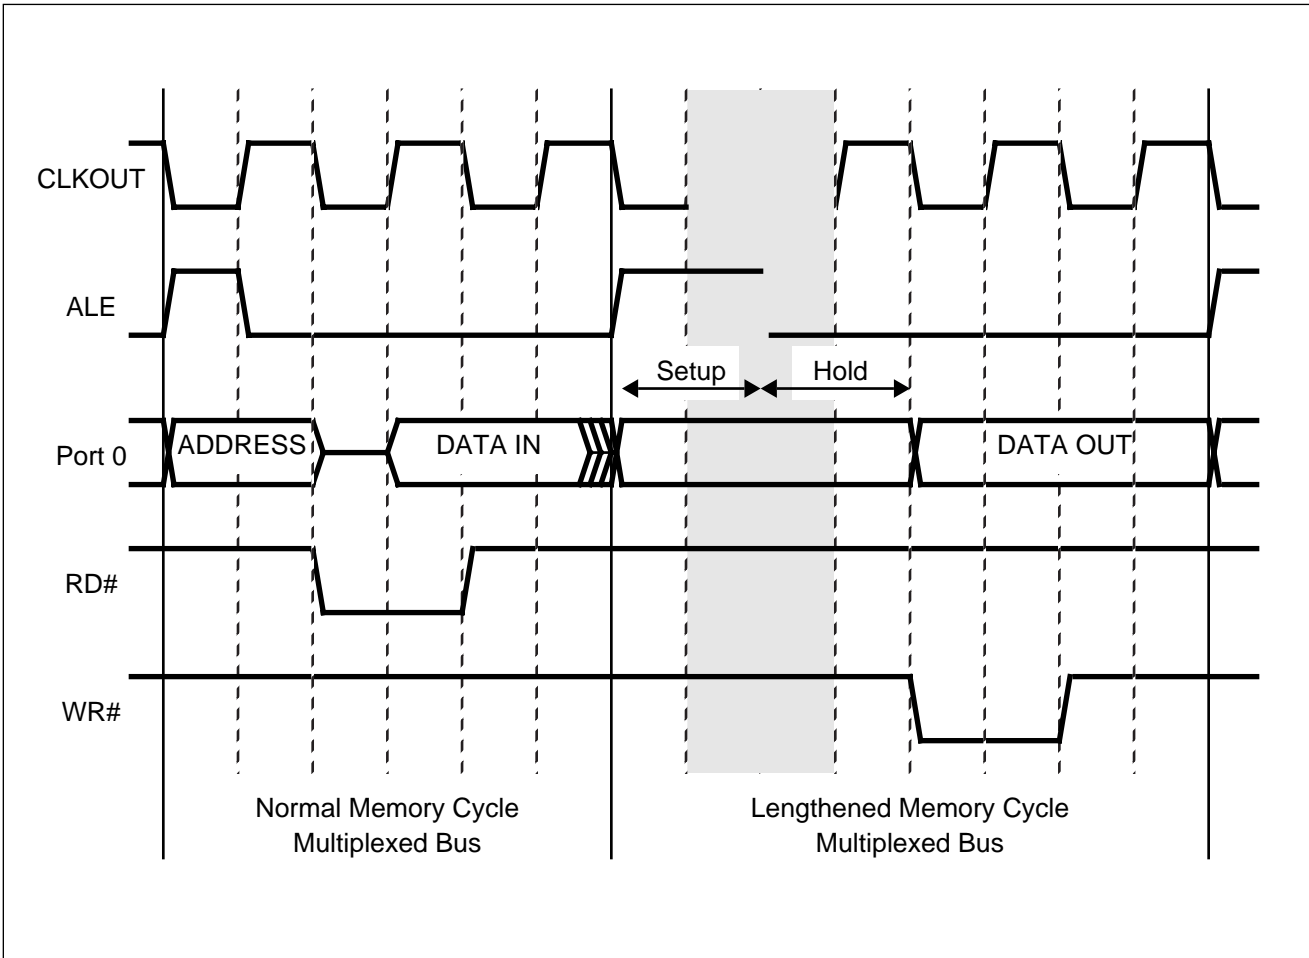 CLKOUT
ALE
Setup
Hold
Port 0
ADDRESS
DATA IN
DATA OUT
RD#
WR#
Normal Memory Cycle
Multiplexed Bus
Lengthened Memory Cycle
Multiplexed Bus